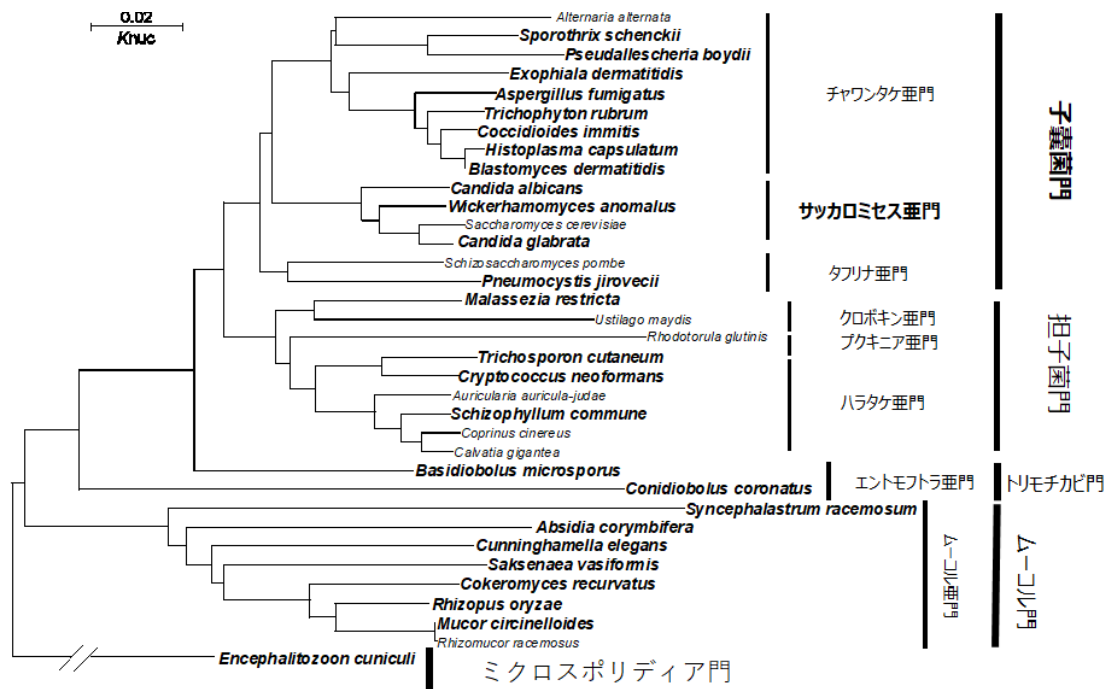 0.02
Knuc
Alternaria alternata
Sporothrix schenckii
Pseudallescheria boydii
Exophiala dermatitidis
Aspergillus fumigatus
Trichophyton rubrum
Coccidioides immitis
Histoplasma capsulatum
Blastomyces dermatitidis
チャワンタケ亜門
Candida albicans
Wickerhamomyces anomalus
Saccharomyces cerevisiae
Candida glabrata
サッカロミセス亜門
Schizosaccharomyces pombe
Pneumocystis jirovecii
タフリナ亜門
子嚢菌門
Malassezia restricta
Ustilago maydis
クロボキン亜門
Rhodotorula glutinis
プクキニア亜門
Trichosporon cutaneum
Cryptococcus neoformans
Auricularia auricula-judae
Schizophyllum commune
Coprinus cinereus
Calvatia gigantea
ハラタケ亜門
担子菌門
Basidiobolus microsporus
Conidiobolus coronatus
エントモフトラ亜門
トリモチカビ門
Syncephalastrum racemosum
Absidia corymbifera
Cunninghamella elegans
Saksenaea vasiformis
Cokeromyces recurvatus
Rhizopus oryzae
Mucor circinelloides
Rhizomucor racemosus
ムーコル亜門
ムーコル門
Encephalitozoon cuniculi
ミクロスポリディア門